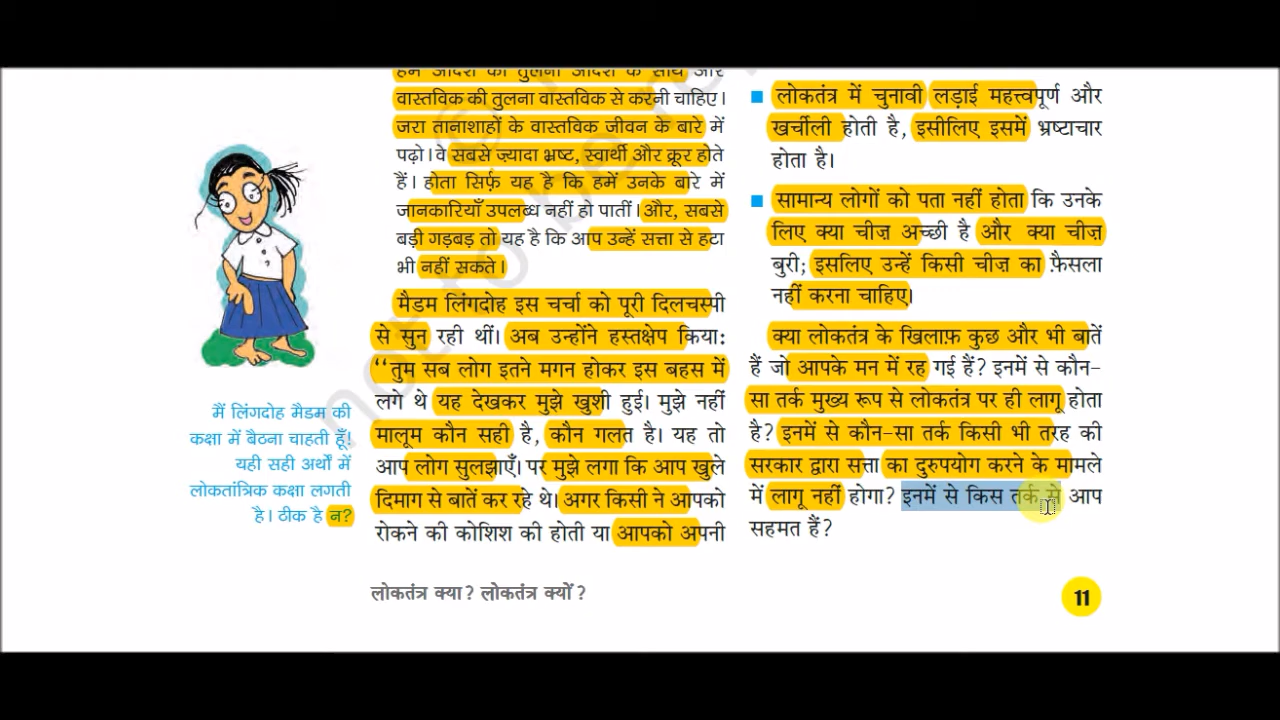 हम आदर्श की तुलना आदर्श के साथ और
वास्तविक की तुलना वास्तविक से करनी चाहिए।
जरा तानाशाहों के वास्तविक जीवन के बारे में
पढ़ो। वे सबसे ज़्यादा भ्रष्ट, स्वार्थी और क्रूर होते
हैं। होता सिर्फ़ यह है कि हमें उनके बारे में
जानकारियाँ उपलब्ध नहीं हो पातीं। और, सबसे
बड़ी गड़बड़ तो यह है कि आप उन्हें सत्ता से हटा
भी नहीं सकते।
मैडम लिंगदोह इस चर्चा को पूरी दिलचस्पी
से सुन रही थीं। अब उन्होंने हस्तक्षेप किया:
‘‘तुम सब लोग इतने मगन होकर इस बहस में
लगे थे यह देखकर मुझे खुशी हुई। मुझे नहीं
मालूम कौन सही है, कौन गलत है। यह तो
आप लोग सुलझाएँ। पर मुझे लगा कि आप खुले
दिमाग से बातें कर रहे थे। अगर किसी ने आपको
रोकने की कोशिश की होती या आपको अपनी
मैं लिंगदोह मैडम की
कक्षा में बैठना चाहती हूँ!
यही सही अर्थों में
लोकतांत्रिक कक्षा लगती
है। ठीक है न?
■ लोकतंत्र में चुनावी लड़ाई महत्त्वपूर्ण और
खर्चीली होती है, इसीलिए इसमें भ्रष्टाचार
होता है।
■ सामान्य लोगों को पता नहीं होता कि उनके
लिए क्या चीज़ अच्छी है और क्या चीज़
बुरी; इसलिए उन्हें किसी चीज़ का फ़ैसला
नहीं करना चाहिए।
क्या लोकतंत्र के खिलाफ़ कुछ और भी बातें
हैं जो आपके मन में रह गई हैं? इनमें से कौन-
सा तर्क मुख्य रूप से लोकतंत्र पर ही लागू होता
है? इनमें से कौन-सा तर्क किसी भी तरह की
सरकार द्वारा सत्ता का दुरुपयोग करने के मामले
में लागू नहीं होगा? इनमें से किस तर्क से आप
सहमत हैं?
लोकतंत्र क्या? लोकतंत्र क्यों?
11